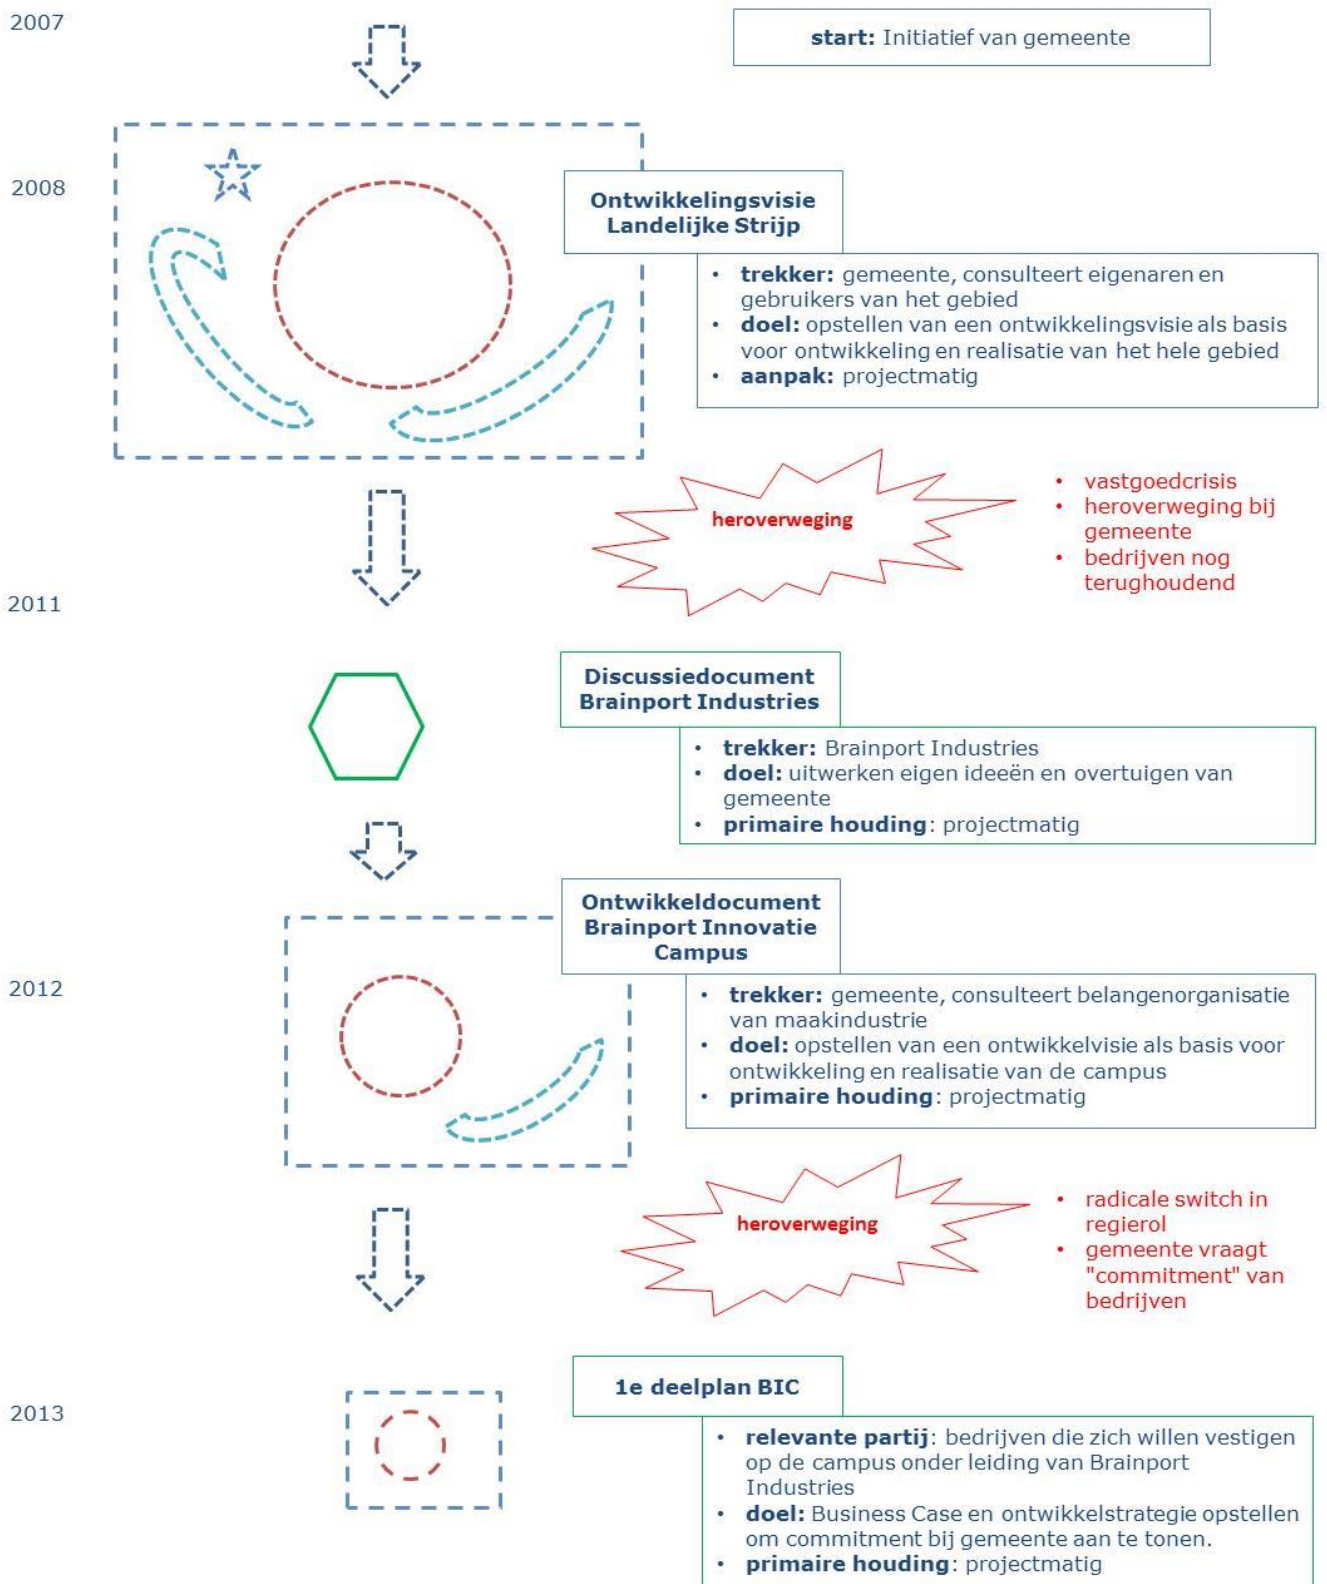 2007
start: Initiatief van gemeente
2008
Ontwikkelingsvisie
Landelijke Strijp
• trekker: gemeente, consulteert eigenaren en
gebruikers van het gebied
• doel: opstellen van een ontwikkelingsvisie als basis
voor ontwikkeling en realisatie van het hele gebied
• aanpak: projectmatig
heroverweging
• vastgoedcrisis
• heroverweging bij
gemeente
• bedrijven nog
terughoudend
2011
Discussiedocument
Brainport Industries
• trekker: Brainport Industries
• doel: uitwerken eigen ideeën en overtuigen van
gemeente
• primaire houding: projectmatig
Ontwikkeldocument
Brainport Innovatie
Campus
2012
• trekker: gemeente, consulteert belangenorganisatie
van maakindustrie
• doel: opstellen van een ontwikkelvisie als basis voor
ontwikkeling en realisatie van de campus
• primaire houding: projectmatig
heroverweging
• radicale switch in
regierol
• gemeente vraagt
"commitment" van
bedrijven
1e deelplan BIC
2013
• relevante partij: bedrijven die zich willen vestigen
op de campus onder leiding van Brainport
Industries
• doel: Business Case en ontwikkelstrategie opstellen
om commitment bij gemeente aan te tonen.
• primaire houding: projectmatig